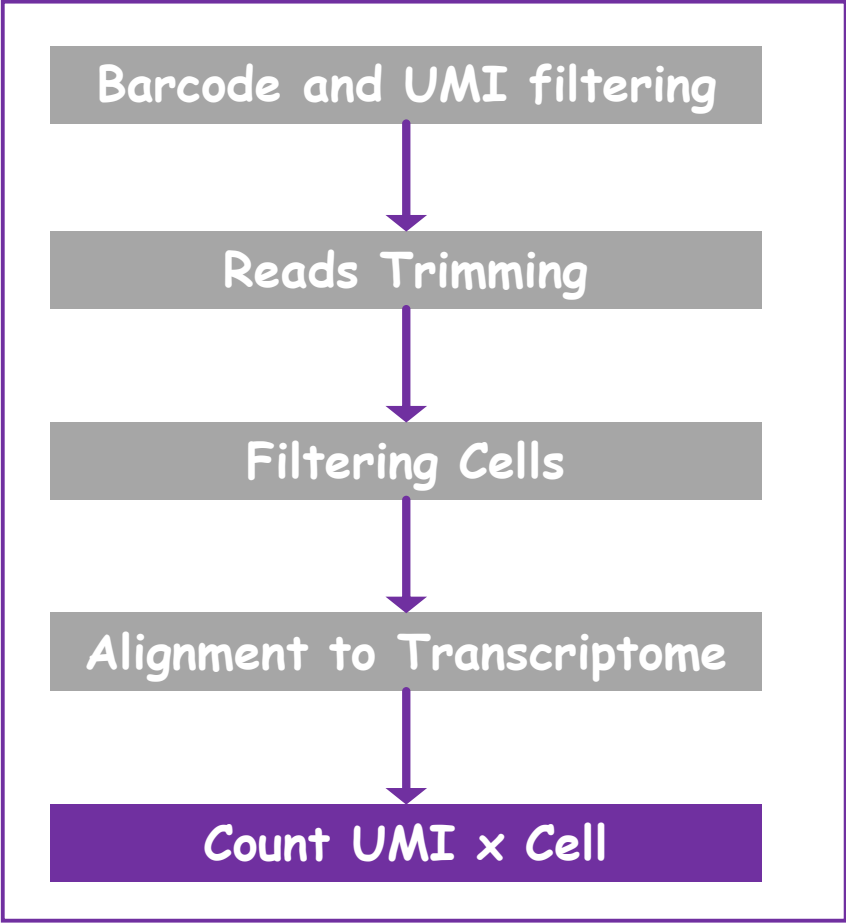 Barcode and UMI filtering
Reads Trimming
Filtering Cells
Alignment to Transcriptome
Count UMI x Cell